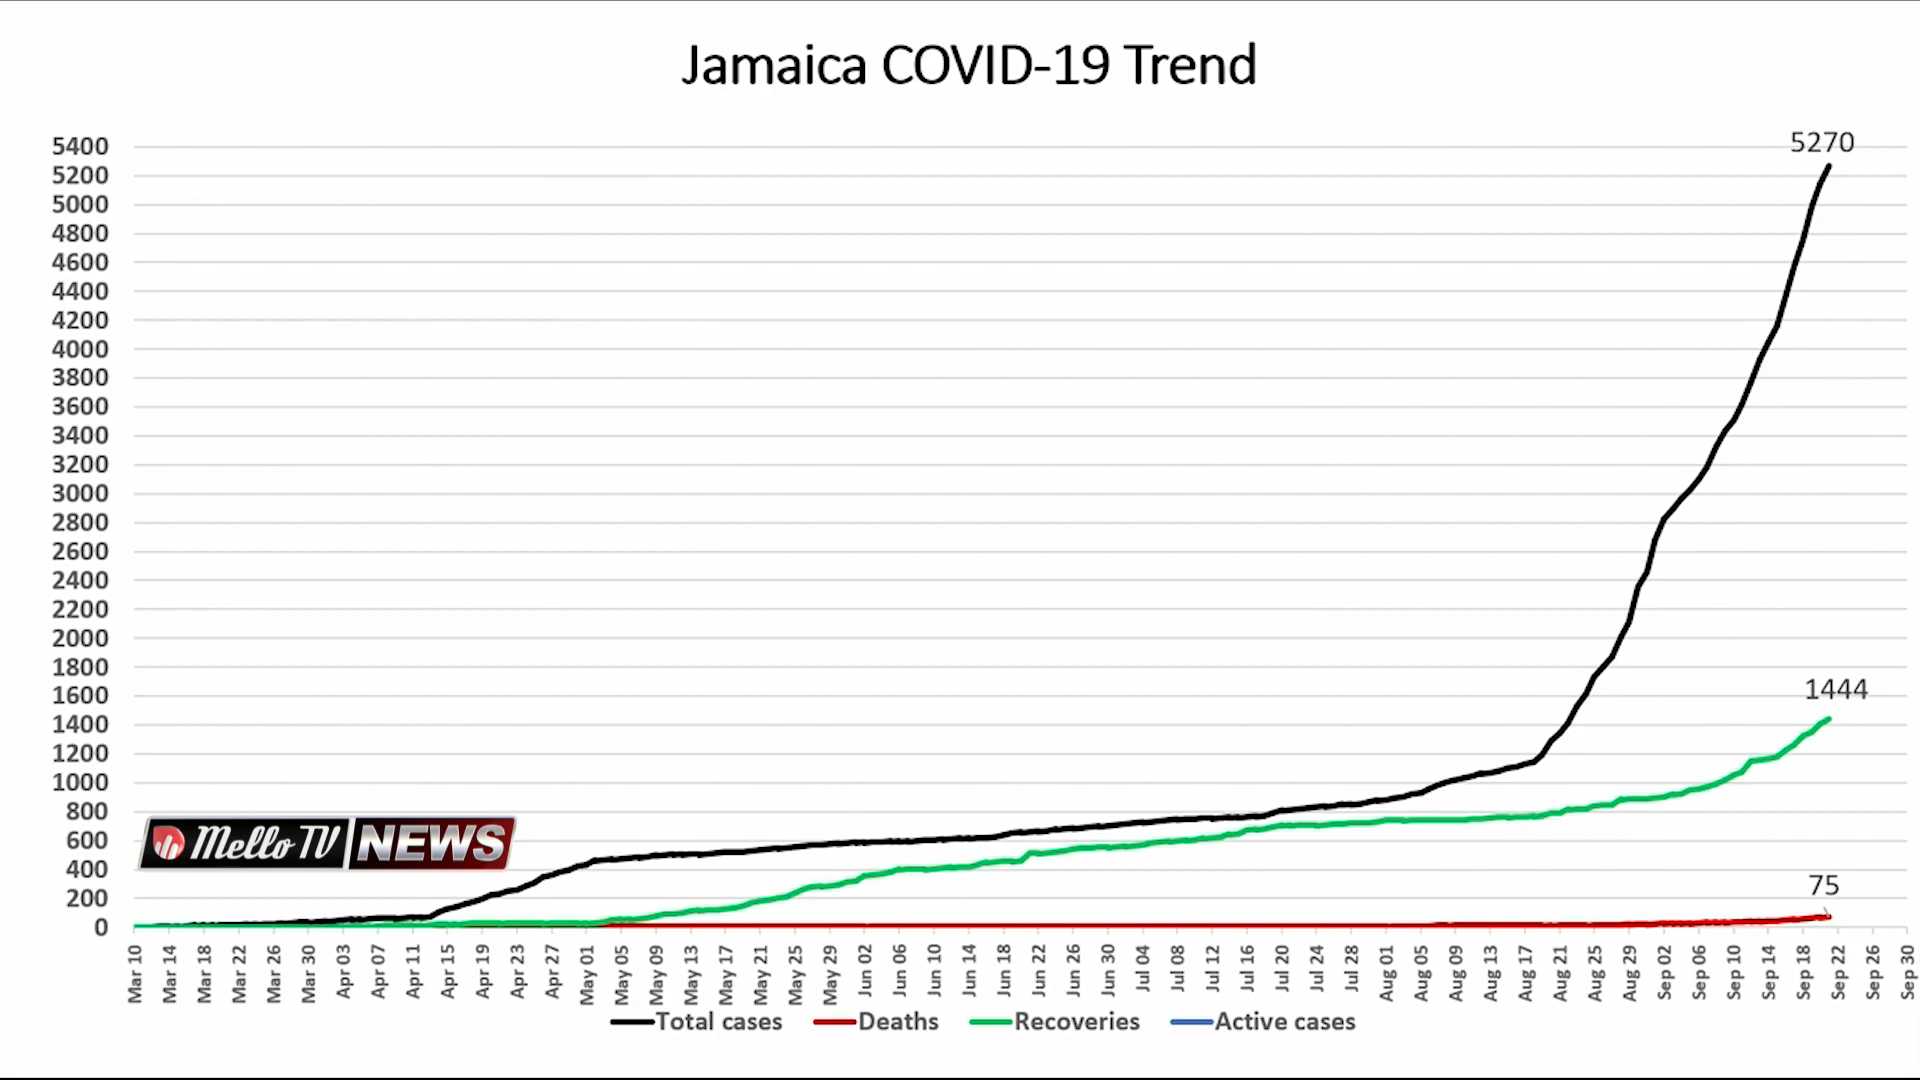 Jamaica COVID-19 Trend
5400
5200
5000
4800
4600
4400
4200
4000
3800
3600
3400
3200
3000
2800
2600
2400
2200
2000
1800
1600
1400
1200
1000
800
600
400
200
0
5270
1444
75
Mello TV NEWS
Mar 10
Mar 14
Mar 18
Mar 22
Mar 26
Mar 30
Apr 03
Apr 07
Apr 11
Apr 15
Apr 19
Apr 23
Apr 27
May 01
May 05
May 09
May 13
May 17
May 21
May 25
May 29
Jun 02
Jun 06
Jun 10
Jun 14
Jun 18
Jun 22
Jun 26
Jun 30
Jul 04
Jul 08
Jul 12
Jul 16
Jul 20
Jul 24
Jul 28
Aug 01
Aug 05
Aug 09
Aug 13
Aug 17
Aug 21
Aug 25
Aug 29
Sep 02
Sep 06
Sep 10
Sep 14
Sep 18
Sep 22
Sep 26
Sep 30
Total cases
Deaths
Recoveries
Active cases